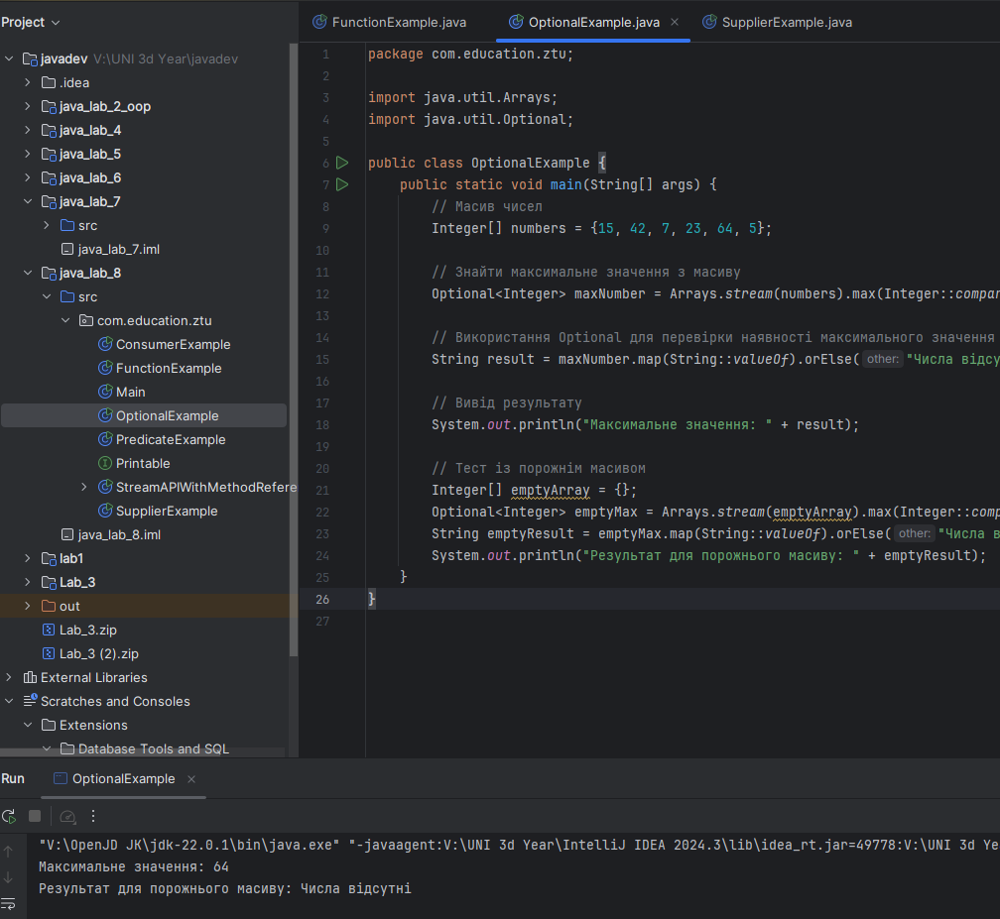 Project
javadev V:\UNI 3d Year\javadev
.idea
java_lab_2_oop
java_lab_4
java_lab_5
java_lab_6
java_lab_7
src
java_lab_7.iml
java_lab_8
src
com.education.ztu
ConsumerExample
FunctionExample
Main
OptionalExample
PredicateExample
Printable
StreamAPIWithMethodRefere
SupplierExample
java_lab_8.iml
lab1
Lab_3
out
Lab_3.zip
Lab_3 (2).zip
External Libraries
Scratches and Consoles
Extensions
Database Tools and SQL
FunctionExample.java OptionalExample.java SupplierExample.java
1 package com.education.ztu;
2
3 import java.util.Arrays;
4 import java.util.Optional;
5
6 public class OptionalExample {
7 public static void main(String[] args) {
8 // Масив чисел
9 Integer[] numbers = {15, 42, 7, 23, 64, 5};
10
11 // Знайти максимальне значення з масиву
12 Optional<Integer> maxNumber = Arrays.stream(numbers).max(Integer::compar
13
14 // Використання Optional для перевірки наявності максимального значення
15 String result = maxNumber.map(String::valueOf).orElse( other: "Числа відсу
16
17 // Вивід результату
18 System.out.println("Максимальне значення: " + result);
19
20 // Тест із порожнім масивом
21 Integer[] emptyArray = {};
22 Optional<Integer> emptyMax = Arrays.stream(emptyArray).max(Integer::comp
23 String emptyResult = emptyMax.map(String::valueOf).orElse( other: "Числа в
24 System.out.println("Результат для порожнього масиву: " + emptyResult);
25 }
26 }
27
Run OptionalExample
"V:\OpenJD JK\jdk-22.0.1\bin\java.exe" "-javaagent:V:\UNI 3d Year\IntelliJ IDEA 2024.3\lib\idea_rt.jar=49778:V:\UNI 3d Ye
Максимальне значення: 64
Результат для порожнього масиву: Числа відсутні